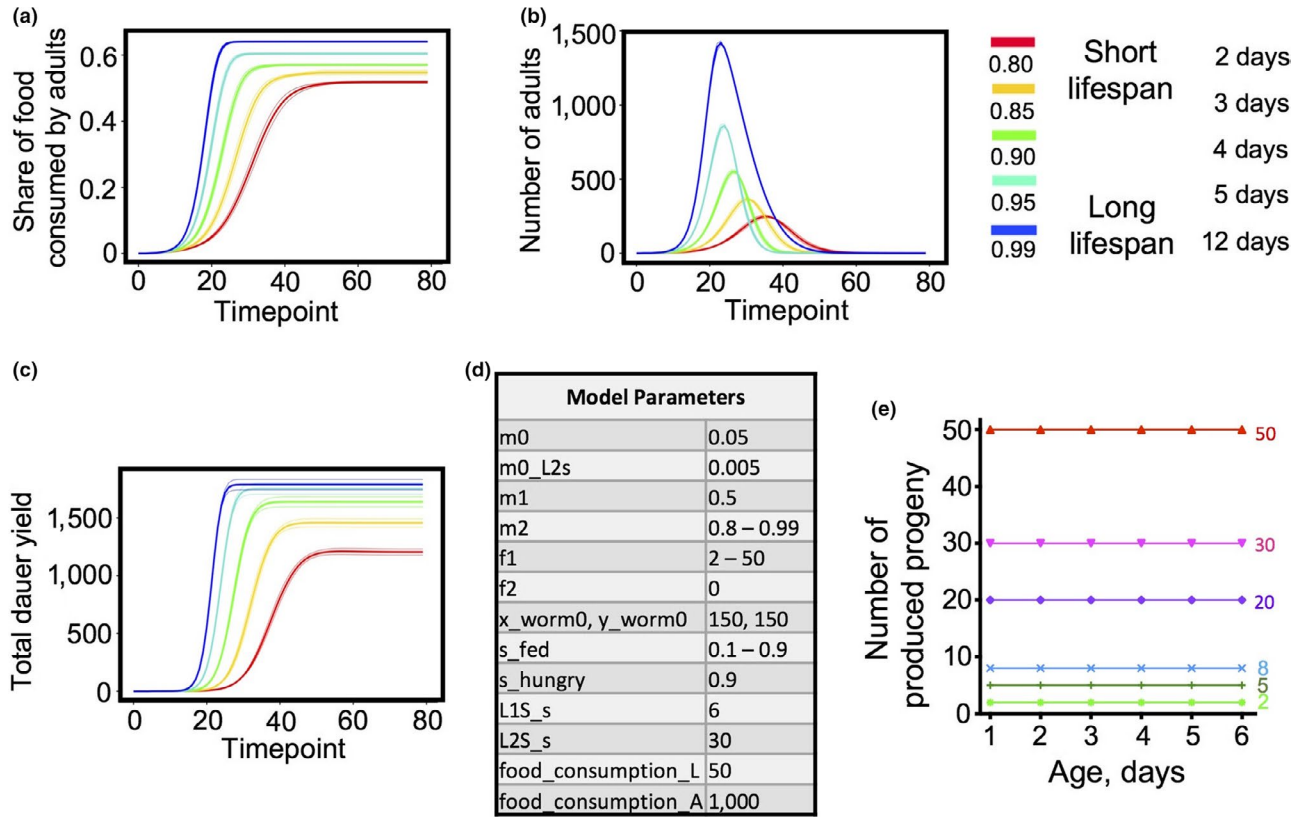 (a)
Share of food
consumed by adults
0.6
0.4
0.2
0
0 20 40 60 80
Timepoint
(b)
Number of adults
1,500
1,000
500
0
0 20 40 60 80
Timepoint
0.80
0.85
0.90
0.95
0.99
Short
lifespan
Long
lifespan
2 days
3 days
4 days
5 days
12 days
(c)
Total dauer yield
1,500
1,000
500
0
0 20 40 60 80
Timepoint
(d)
Model Parameters
m0 0.05
m0_L2s 0.005
m1 0.5
m2 0.8 – 0.99
f1 2 – 50
f2 0
x_worm0, y_worm0 150, 150
s_fed 0.1 – 0.9
s_hungry 0.9
L1S_s 6
L2S_s 30
food_consumption_L 50
food_consumption_A 1,000
(e)
Number of
produced progeny
50
40
30
20
10
0
50
30
20
8
5
2
1 2 3 4 5 6
Age, days